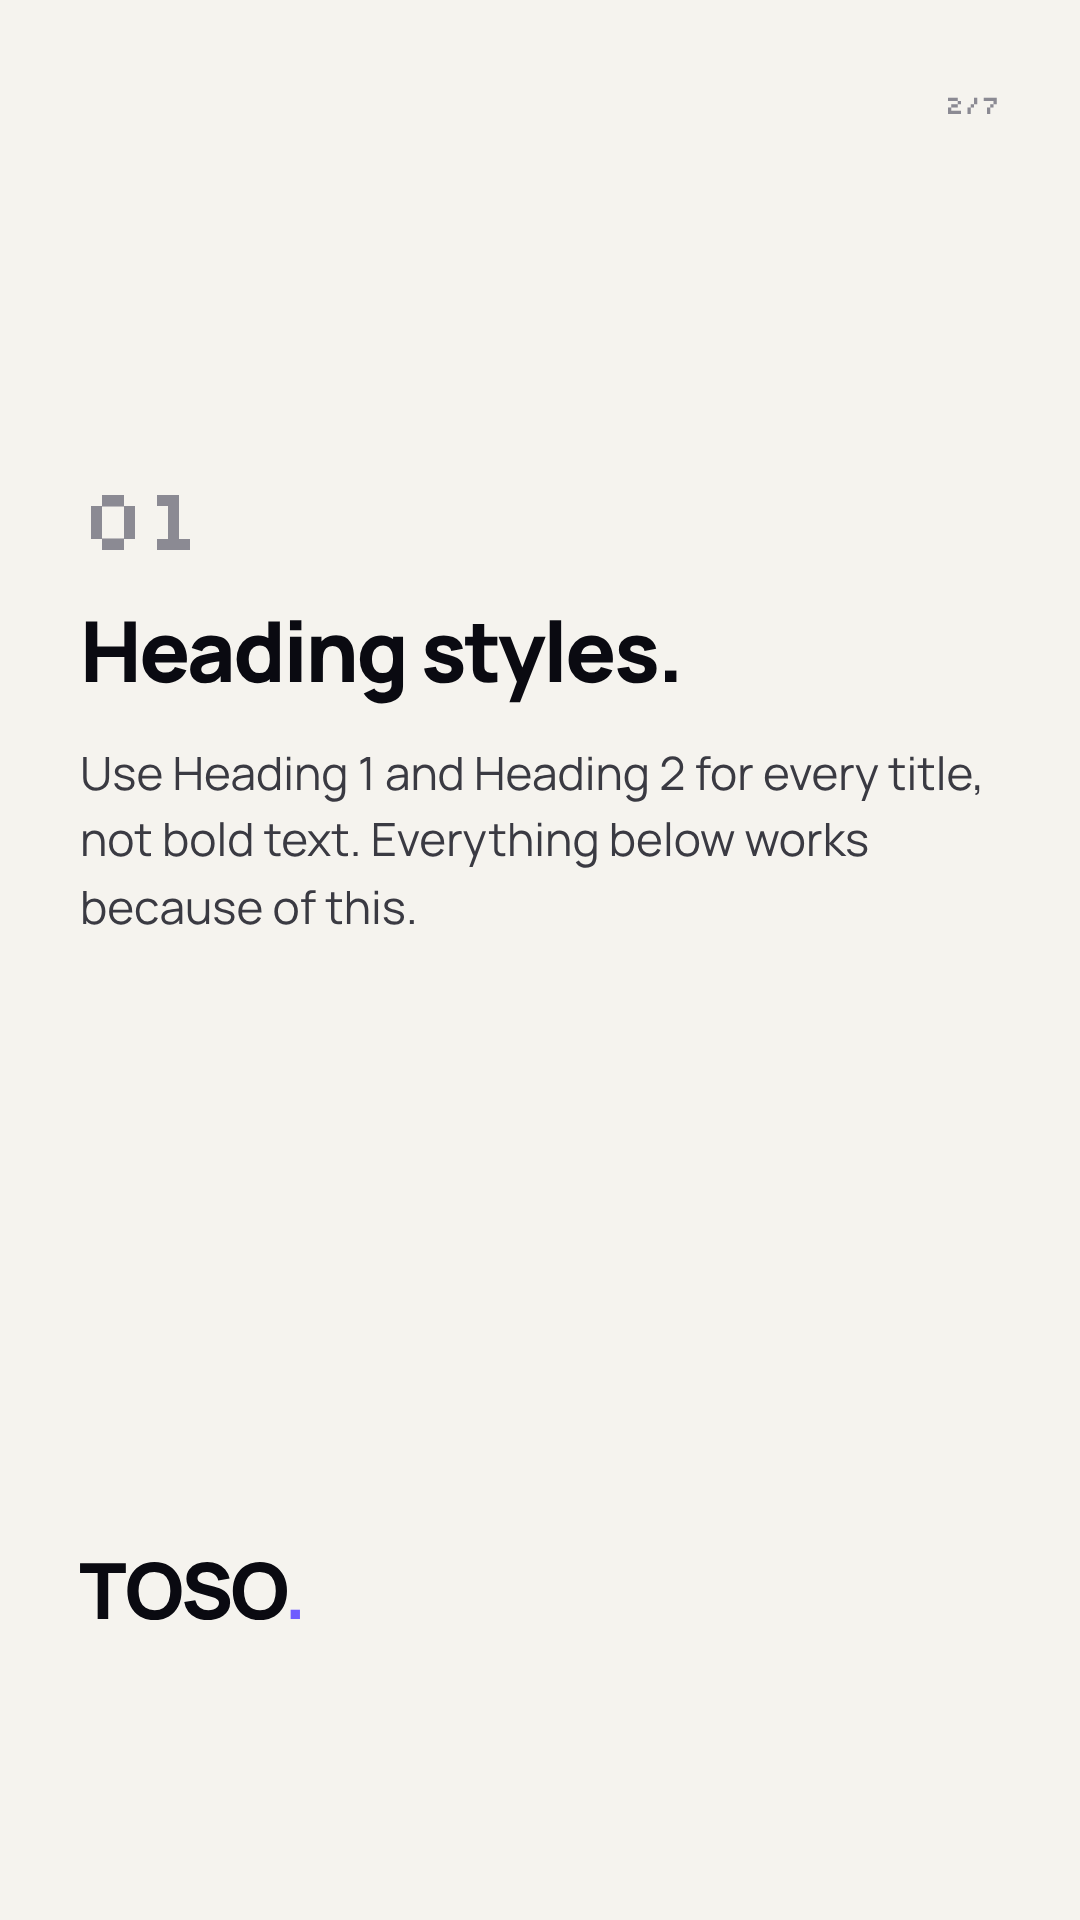 2/7
01
Heading styles.
Use Heading 1 and Heading 2 for every title,
not bold text. Everything below works
because of this.
TOSO.